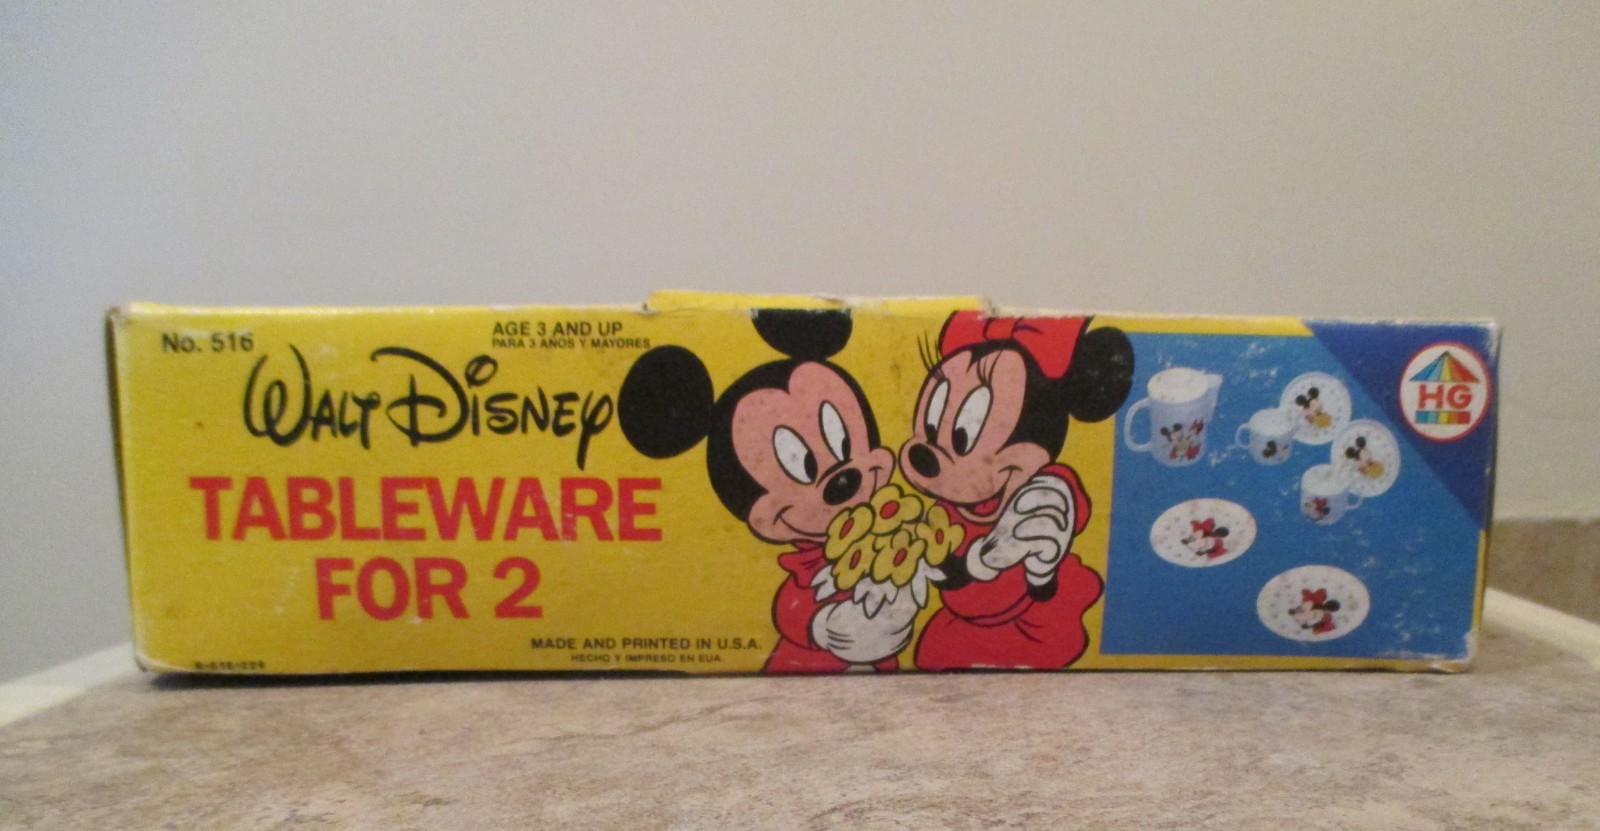 No. 516
AGE 3 AND UP
PARA 3 AÑOS Y MAYORES
WALT DISNEY
TABLEWARE
FOR 2
MADE AND PRINTED IN U.S.A.
HECHO Y IMPRESO EN EUA.
HG